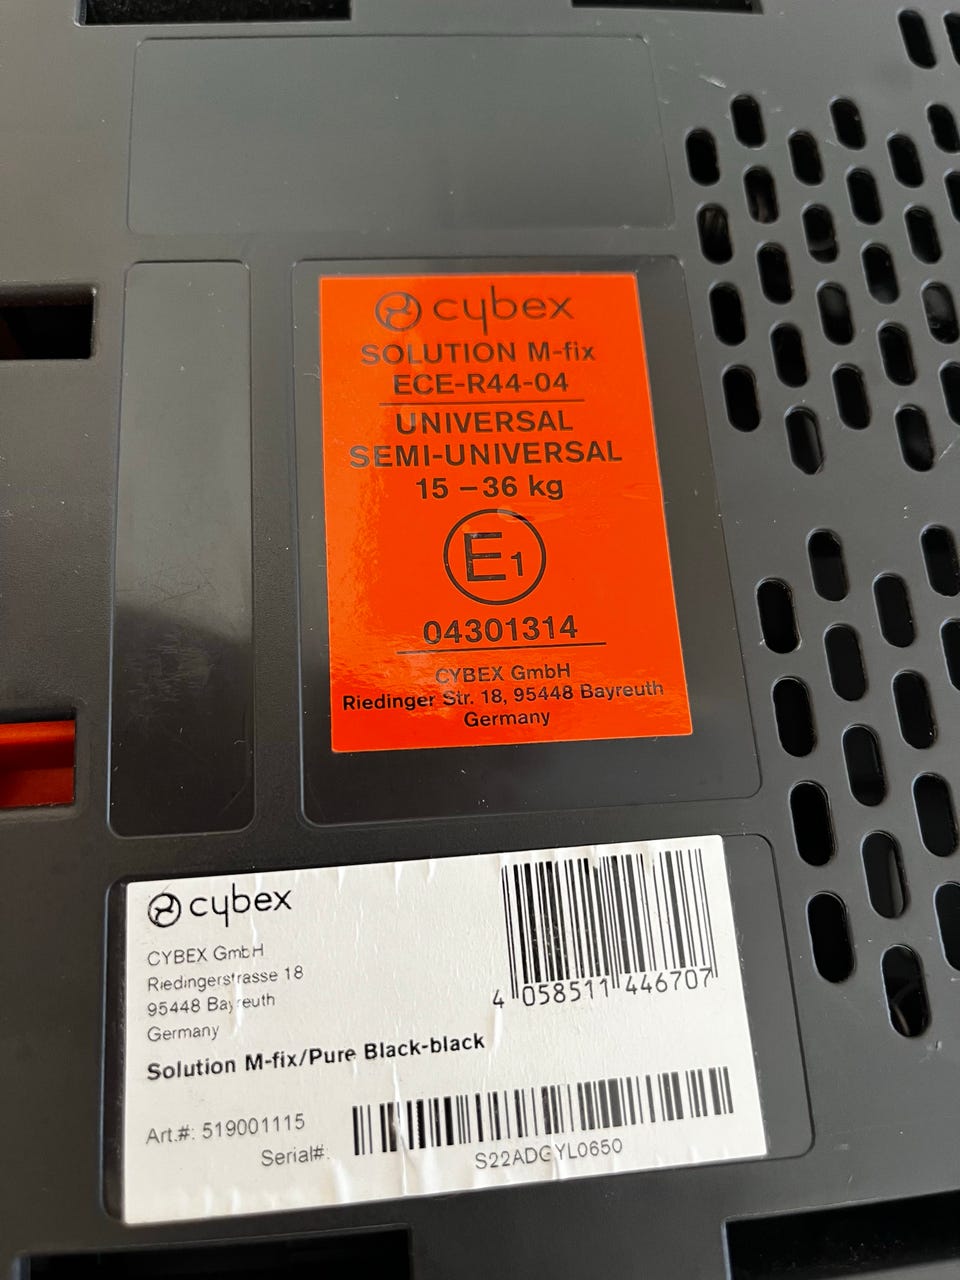 cybex
SOLUTION M-fix
ECE-R44-04
UNIVERSAL
SEMI-UNIVERSAL
15 – 36 kg
E1
04301314
CYBEX GmbH
Riedinger Str. 18, 95448 Bayreuth
Germany
cybex
CYBEX GmbH
Riedingerstrasse 18
95448 Bayreuth
Germany
Solution M-fix/Pure Black-black
4 058511 446707
Art.#: 519001115
Serial#:
S22ADGYL0650